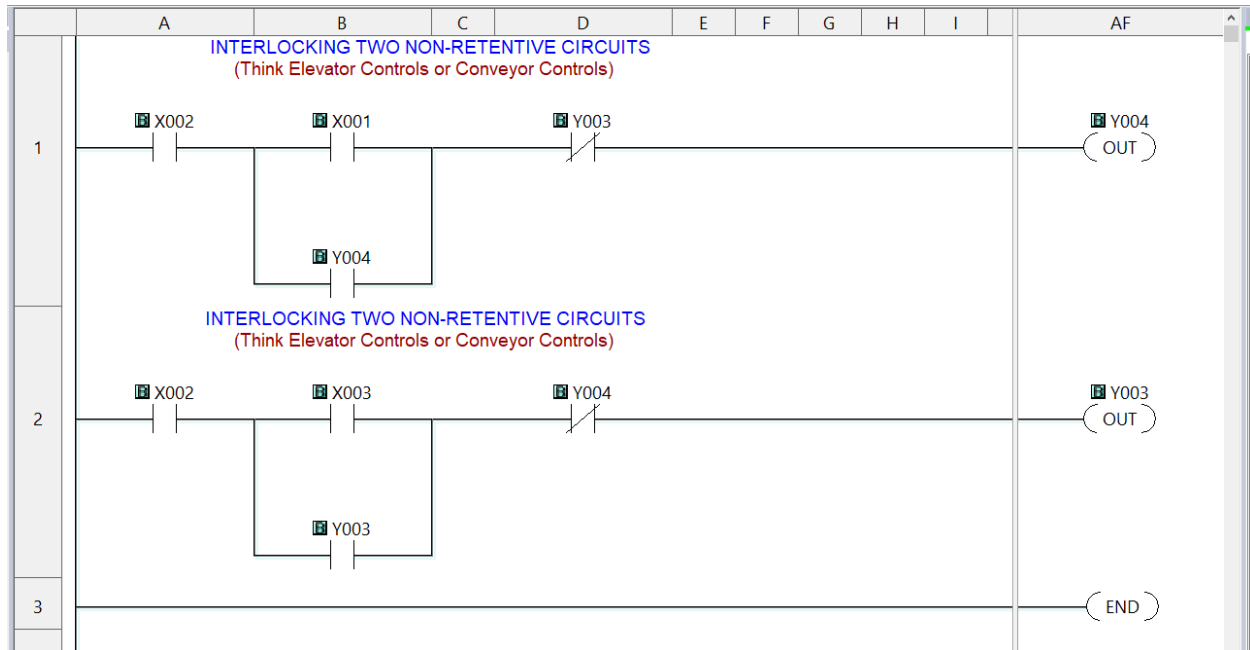 A B C D E F G H I AF
INTERLOCKING TWO NON-RETENTIVE CIRCUITS
(Think Elevator Controls or Conveyor Controls)
B X002 B X001 B Y003 B Y004
1 OUT
B Y004
INTERLOCKING TWO NON-RETENTIVE CIRCUITS
(Think Elevator Controls or Conveyor Controls)
B X002 B X003 B Y004 B Y003
2 OUT
B Y003
3 END